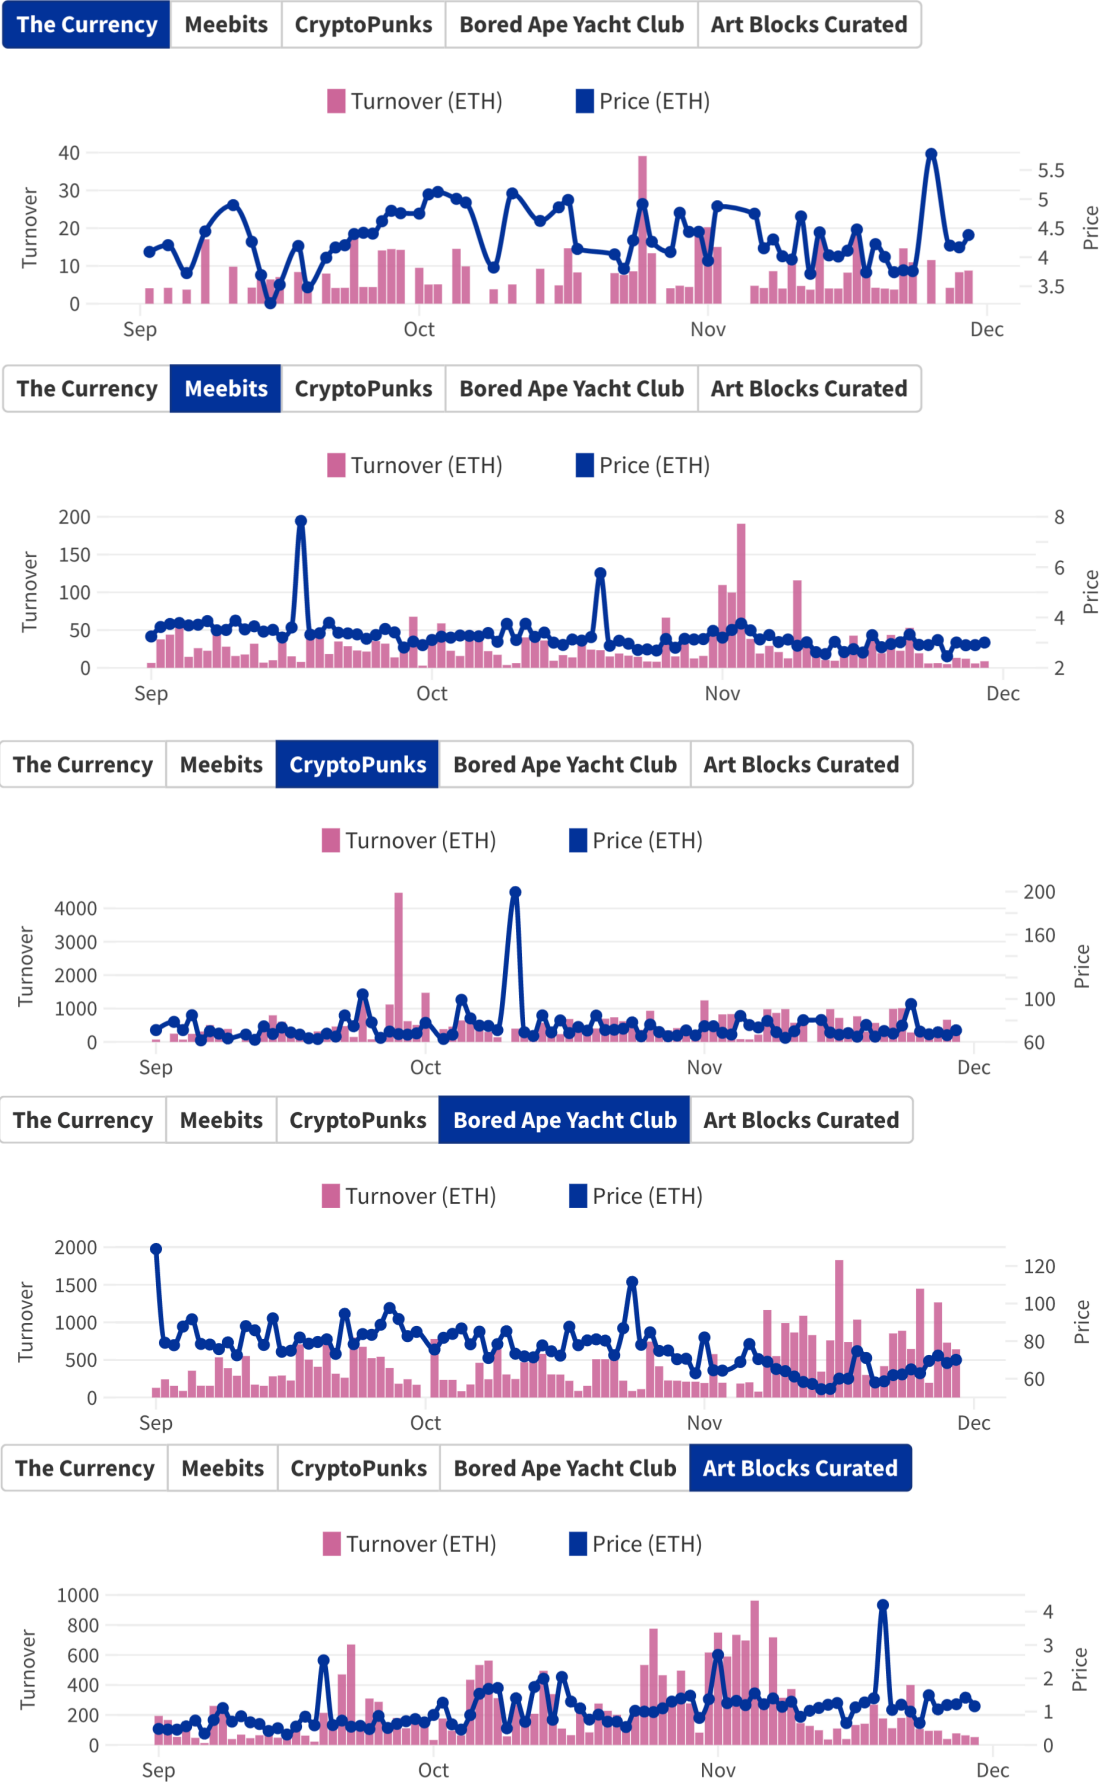 The Currency Meebits CryptoPunks Bored Ape Yacht Club Art Blocks Curated
Turnover (ETH) Price (ETH)
40
30 5.5
20 5
10 4.5
0 4
3.5
Turnover
Price
Sep Oct Nov Dec
The Currency Meebits CryptoPunks Bored Ape Yacht Club Art Blocks Curated
Turnover (ETH) Price (ETH)
200 8
150 6
100 4
50 2
0
Turnover
Price
Sep Oct Nov Dec
The Currency Meebits CryptoPunks Bored Ape Yacht Club Art Blocks Curated
Turnover (ETH) Price (ETH)
4000 200
3000 160
2000 100
1000 60
0
Turnover
Price
Sep Oct Nov Dec
The Currency Meebits CryptoPunks Bored Ape Yacht Club Art Blocks Curated
Turnover (ETH) Price (ETH)
2000 120
1500 100
1000 80
500 60
0
Turnover
Price
Sep Oct Nov Dec
The Currency Meebits CryptoPunks Bored Ape Yacht Club Art Blocks Curated
Turnover (ETH) Price (ETH)
1000 4
800 3
600 2
400 1
200 0
0
Turnover
Price
Sep Oct Nov Dec